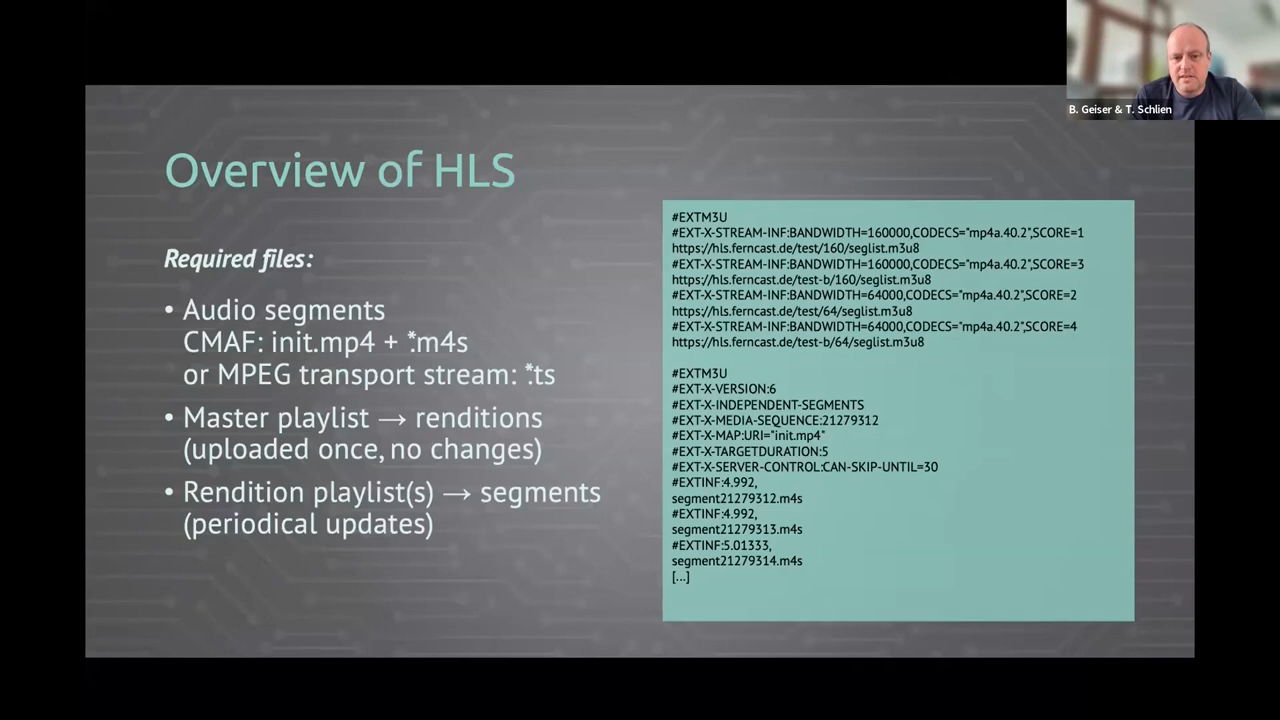 B. Geiser & T. Schlien
Overview of HLS
Required files:
• Audio segments
CMAF: init.mp4 + *.m4s
or MPEG transport stream: *.ts
• Master playlist → renditions
(uploaded once, no changes)
• Rendition playlist(s) → segments
(periodical updates)
#EXTM3U
#EXT-X-STREAM-INF:BANDWIDTH=160000,CODECS="mp4a.40.2",SCORE=1
https://hls.ferncast.de/test/160/seglist.m3u8
#EXT-X-STREAM-INF:BANDWIDTH=160000,CODECS="mp4a.40.2",SCORE=3
https://hls.ferncast.de/test-b/160/seglist.m3u8
#EXT-X-STREAM-INF:BANDWIDTH=64000,CODECS="mp4a.40.2",SCORE=2
https://hls.ferncast.de/test/64/seglist.m3u8
#EXT-X-STREAM-INF:BANDWIDTH=64000,CODECS="mp4a.40.2",SCORE=4
https://hls.ferncast.de/test-b/64/seglist.m3u8
#EXTM3U
#EXT-X-VERSION:6
#EXT-X-INDEPENDENT-SEGMENTS
#EXT-X-MEDIA-SEQUENCE:21279312
#EXT-X-MAP:URI="init.mp4"
#EXT-X-TARGETDURATION:5
#EXT-X-SERVER-CONTROL:CAN-SKIP-UNTIL=30
#EXTINF:4.992,
segment21279312.m4s
#EXTINF:4.992,
segment21279313.m4s
#EXTINF:5.01333,
segment21279314.m4s
[...]